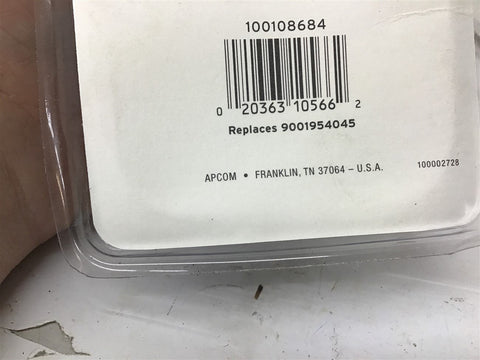 100108684
0 20363 10566 2
Replaces 9001954045
APCOM • FRANKLIN, TN 37064 – U.S.A.
100002728